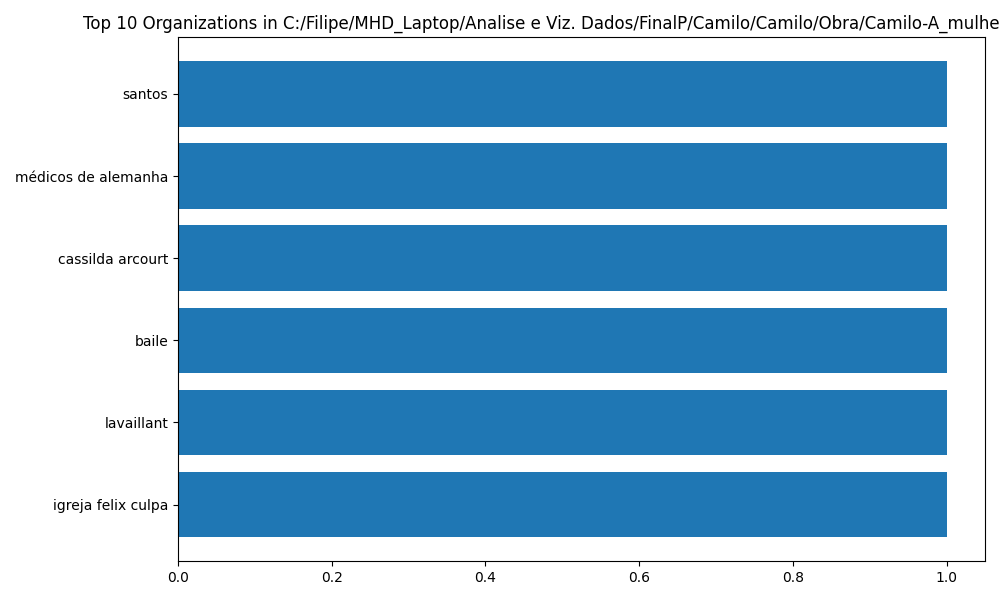 Top 10 Organizations in C:/Filipe/MHD_Laptop/Analise e Viz. Dados/FinalP/Camilo/Camilo/Obra/Camilo-A_mulhe
santos
médicos de alemanha
cassilda arcourt
baile
lavaillant
igreja felix culpa
0.0 0.2 0.4 0.6 0.8 1.0